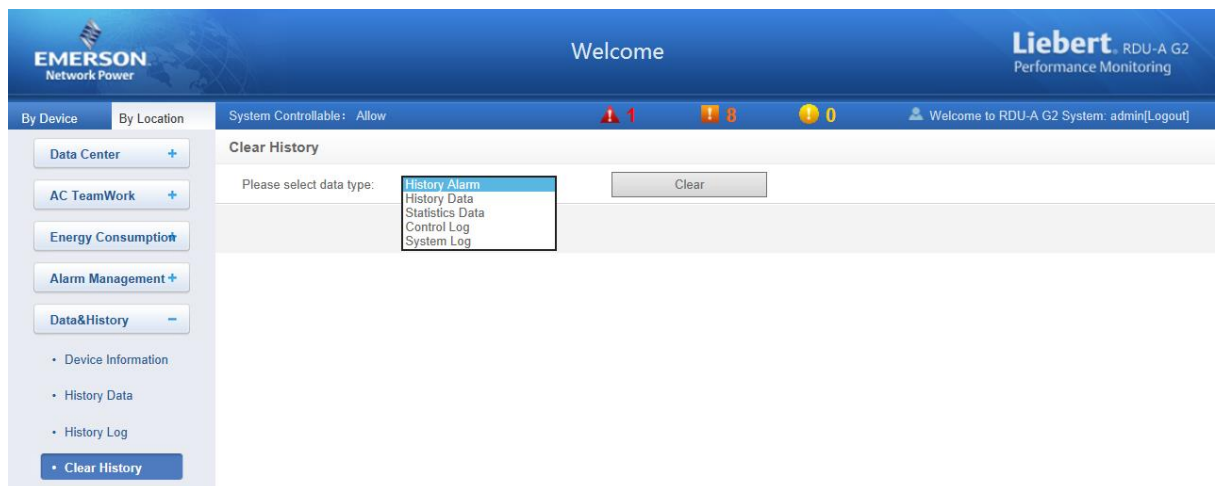 EMERSON
Network Power
Welcome
Liebert® RDU-A G2
Performance Monitoring
By Device
By Location
System Controllable: Allow
1
8
0
Welcome to RDU-A G2 System: admin[Logout]
Data Center +
AC TeamWork +
Energy Consumption+
Alarm Management +
Data&History −
• Device Information
• History Data
• History Log
• Clear History
Clear History
Please select data type:
History Alarm
History Data
Statistics Data
Control Log
System Log
Clear